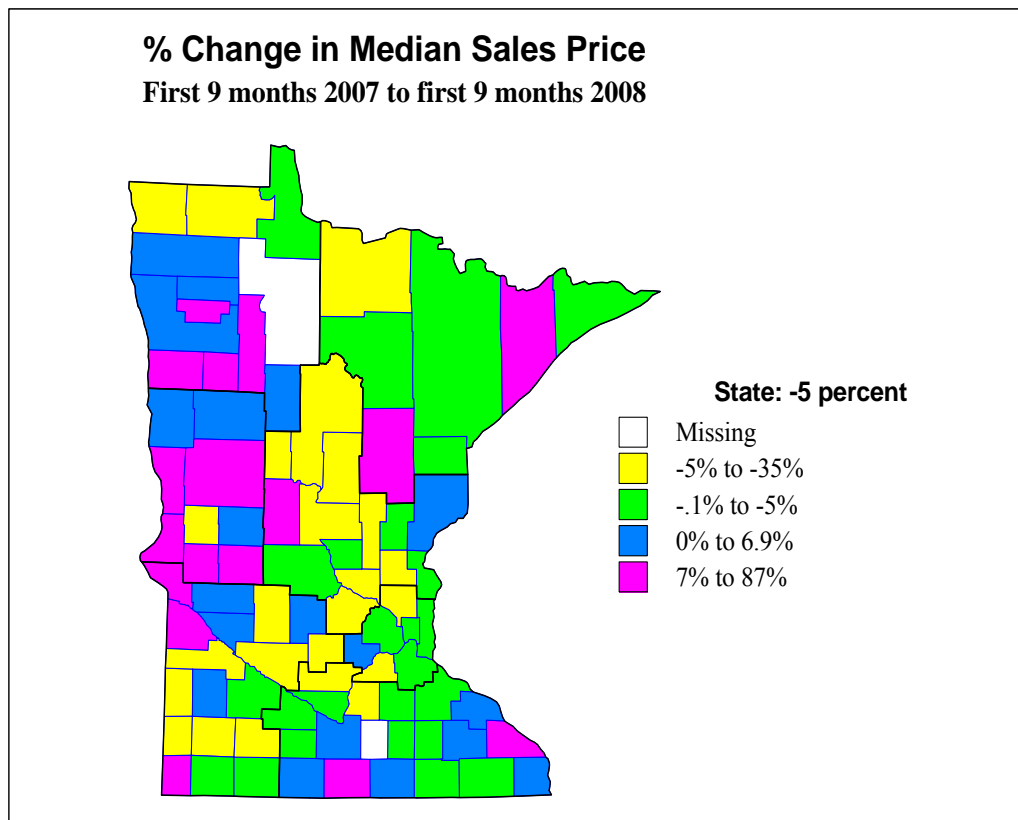 % Change in Median Sales Price
First 9 months 2007 to first 9 months 2008
State: -5 percent
Missing
-5% to -35%
-.1% to -5%
0% to 6.9%
7% to 87%